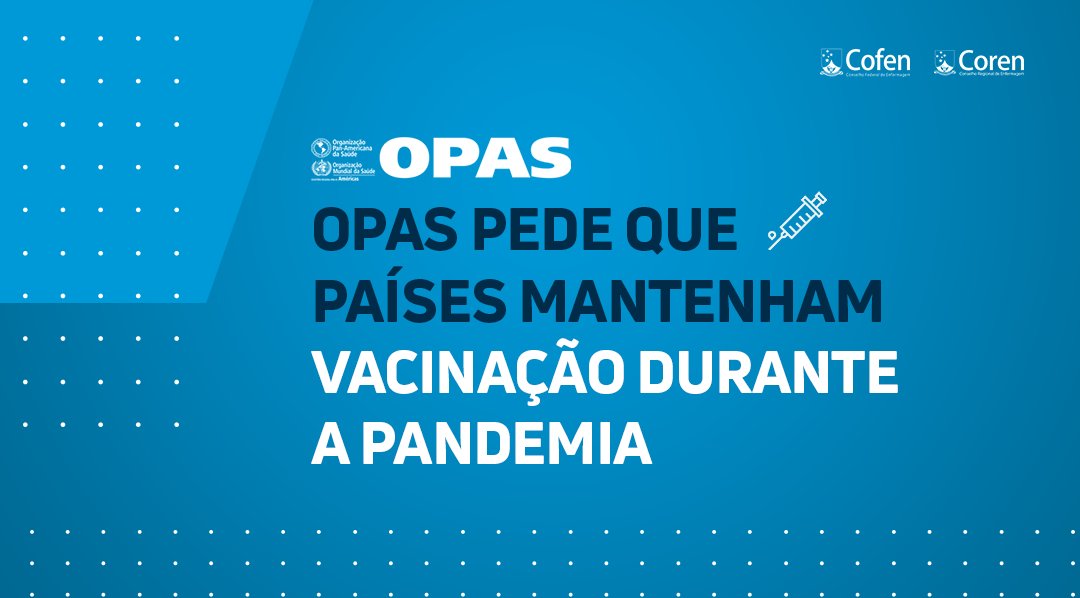 Cofen
Conselho Federal de Enfermagem
Coren
Conselho Regional de Enfermagem
Organização
Pan-Americana
da Saúde
Organização
Mundial da Saúde
Américas
OPAS
OPAS PEDE QUE
PAÍSES MANTENHAM
VACINAÇÃO DURANTE
A PANDEMIA